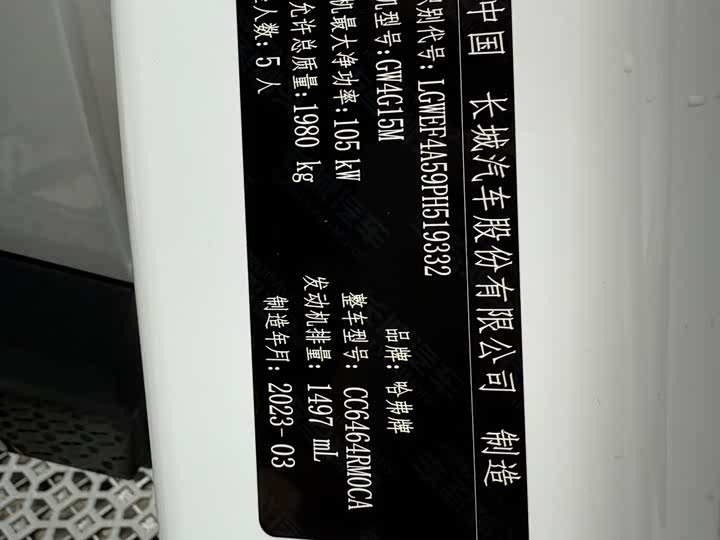 中国 长城汽车股份有限公司 制造
识别代号: LGWEF4A59PH519332
品牌: 哈弗牌
机型号: GW4G15M
整车型号: CC6464RM0CA
机最大净功率: 105 kW
发动机排量: 1497 mL
允许总质量: 1980 kg
制造年月: 2023-03
人数: 5 人